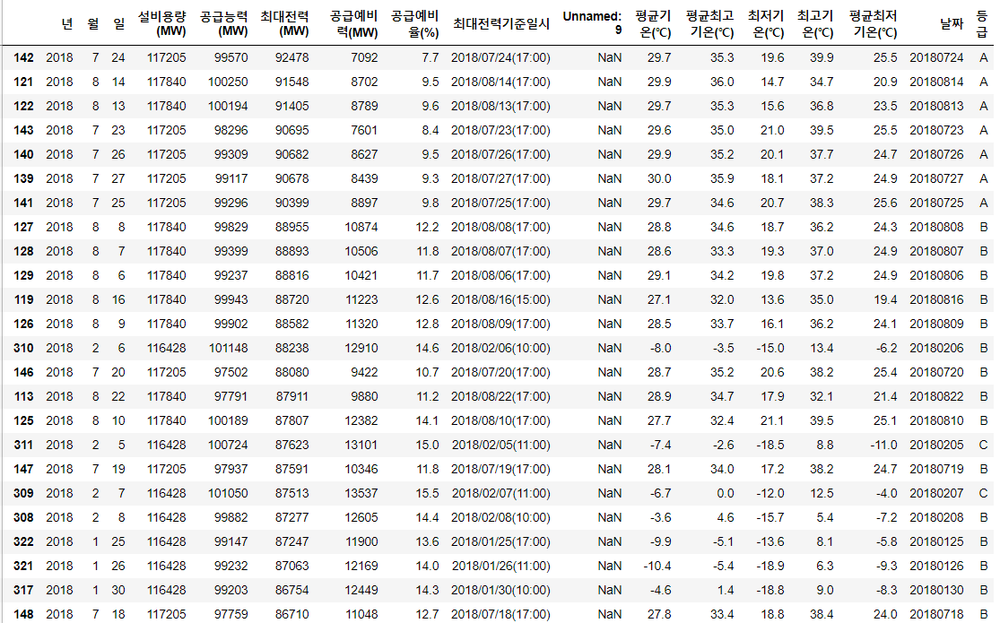 년 월 일 설비용량(MW) 공급능력(MW) 최대전력(MW) 공급예비력(MW) 공급예비율(%) 최대전력기준일시 Unnamed: 9 평균기온(℃) 평균최고기온(℃) 최저기온(℃) 최고기온(℃) 평균최저기온(℃) 날짜 등급
142 2018 7 24 117205 99570 92478 7092 7.7 2018/07/24(17:00) NaN 29.7 35.3 19.6 39.9 25.5 20180724 A
121 2018 8 14 117840 100250 91548 8702 9.5 2018/08/14(17:00) NaN 29.9 36.0 14.7 34.7 20.9 20180814 A
122 2018 8 13 117840 100194 91405 8789 9.6 2018/08/13(17:00) NaN 29.7 35.3 15.6 36.8 23.5 20180813 A
143 2018 7 23 117205 98296 90695 7601 8.4 2018/07/23(17:00) NaN 29.6 35.0 21.0 39.5 25.5 20180723 A
140 2018 7 26 117205 99309 90682 8627 9.5 2018/07/26(17:00) NaN 29.9 35.2 20.1 37.7 24.7 20180726 A
139 2018 7 27 117205 99117 90678 8439 9.3 2018/07/27(17:00) NaN 30.0 35.9 18.1 37.2 24.9 20180727 A
141 2018 7 25 117205 99296 90399 8897 9.8 2018/07/25(17:00) NaN 29.7 34.6 20.7 38.3 25.6 20180725 A
127 2018 8 8 117840 99829 88955 10874 12.2 2018/08/08(17:00) NaN 28.8 34.6 18.7 36.2 24.3 20180808 B
128 2018 8 7 117840 99399 88893 10506 11.8 2018/08/07(17:00) NaN 28.6 33.3 19.3 37.0 24.9 20180807 B
129 2018 8 6 117840 99237 88816 10421 11.7 2018/08/06(17:00) NaN 29.1 34.2 19.8 37.2 24.9 20180806 B
119 2018 8 16 117840 99943 88720 11223 12.6 2018/08/16(15:00) NaN 27.1 32.0 13.6 35.0 19.4 20180816 B
126 2018 8 9 117840 99902 88582 11320 12.8 2018/08/09(17:00) NaN 28.5 33.7 16.1 36.2 24.1 20180809 B
310 2018 2 6 116428 101148 88238 12910 14.6 2018/02/06(10:00) NaN -8.0 -3.5 -15.0 13.4 -6.2 20180206 B
146 2018 7 20 117205 97502 88080 9422 10.7 2018/07/20(17:00) NaN 28.7 35.2 20.6 38.2 25.4 20180720 B
113 2018 8 22 117840 97791 87911 9880 11.2 2018/08/22(17:00) NaN 28.9 34.7 17.9 32.1 21.4 20180822 B
125 2018 8 10 117840 100189 87807 12382 14.1 2018/08/10(17:00) NaN 27.7 32.4 21.1 39.5 25.1 20180810 B
311 2018 2 5 116428 100724 87623 13101 15.0 2018/02/05(11:00) NaN -7.4 -2.6 -18.5 8.8 -11.0 20180205 C
147 2018 7 19 117205 97937 87591 10346 11.8 2018/07/19(17:00) NaN 28.1 34.0 17.2 38.2 24.7 20180719 B
309 2018 2 7 116428 101050 87513 13537 15.5 2018/02/07(11:00) NaN -6.7 0.0 -12.0 12.5 -4.0 20180207 C
308 2018 2 8 116428 99882 87277 12605 14.4 2018/02/08(10:00) NaN -3.6 4.6 -15.7 5.4 -7.2 20180208 B
322 2018 1 25 116428 99147 87247 11900 13.6 2018/01/25(17:00) NaN -9.9 -5.1 -13.6 8.1 -5.8 20180125 B
321 2018 1 26 116428 99232 87063 12169 14.0 2018/01/26(11:00) NaN -10.4 -5.4 -18.9 6.3 -9.3 20180126 B
317 2018 1 30 116428 99203 86754 12449 14.3 2018/01/30(10:00) NaN -4.6 1.4 -18.8 9.0 -8.3 20180130 B
148 2018 7 18 117205 97759 86710 11048 12.7 2018/07/18(17:00) NaN 27.8 33.4 18.8 38.4 24.0 20180718 B